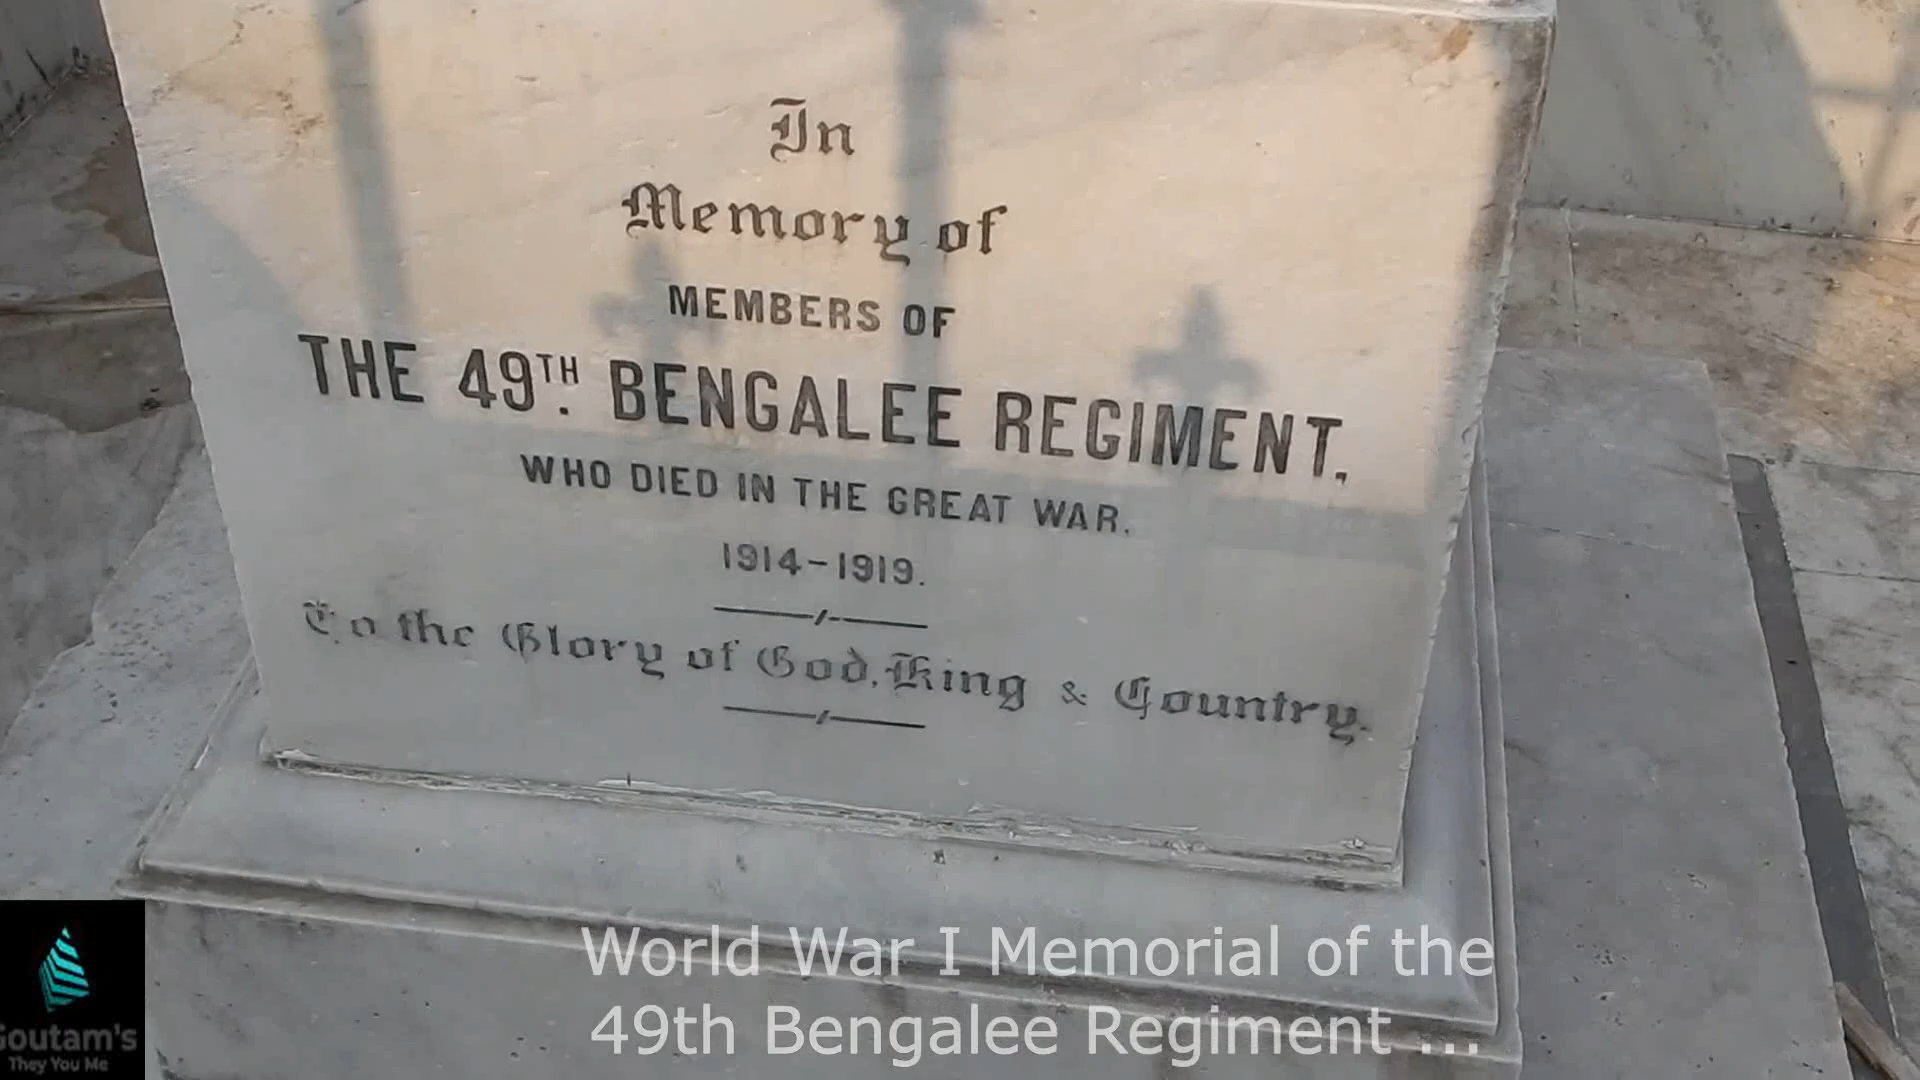 In
Memory of
MEMBERS OF
THE 49TH. BENGALEE REGIMENT,
WHO DIED IN THE GREAT WAR.
1914-1919.
To the Glory of God, King & Country.
World War I Memorial of the
49th Bengalee Regiment ...
Goutam's
They You Me